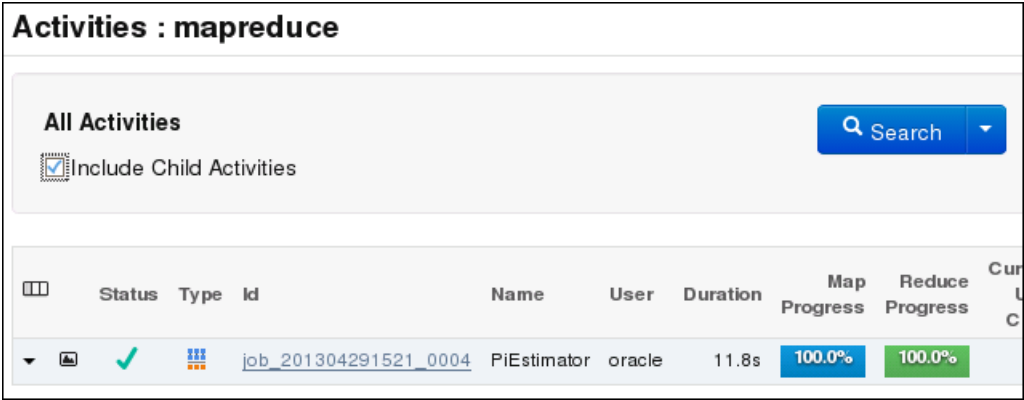 Activities : mapreduce
All Activities
Search
Include Child Activities
Status Type Id Name User Duration Map Progress Reduce Progress
job_201304291521_0004 PiEstimator oracle 11.8s 100.0% 100.0%